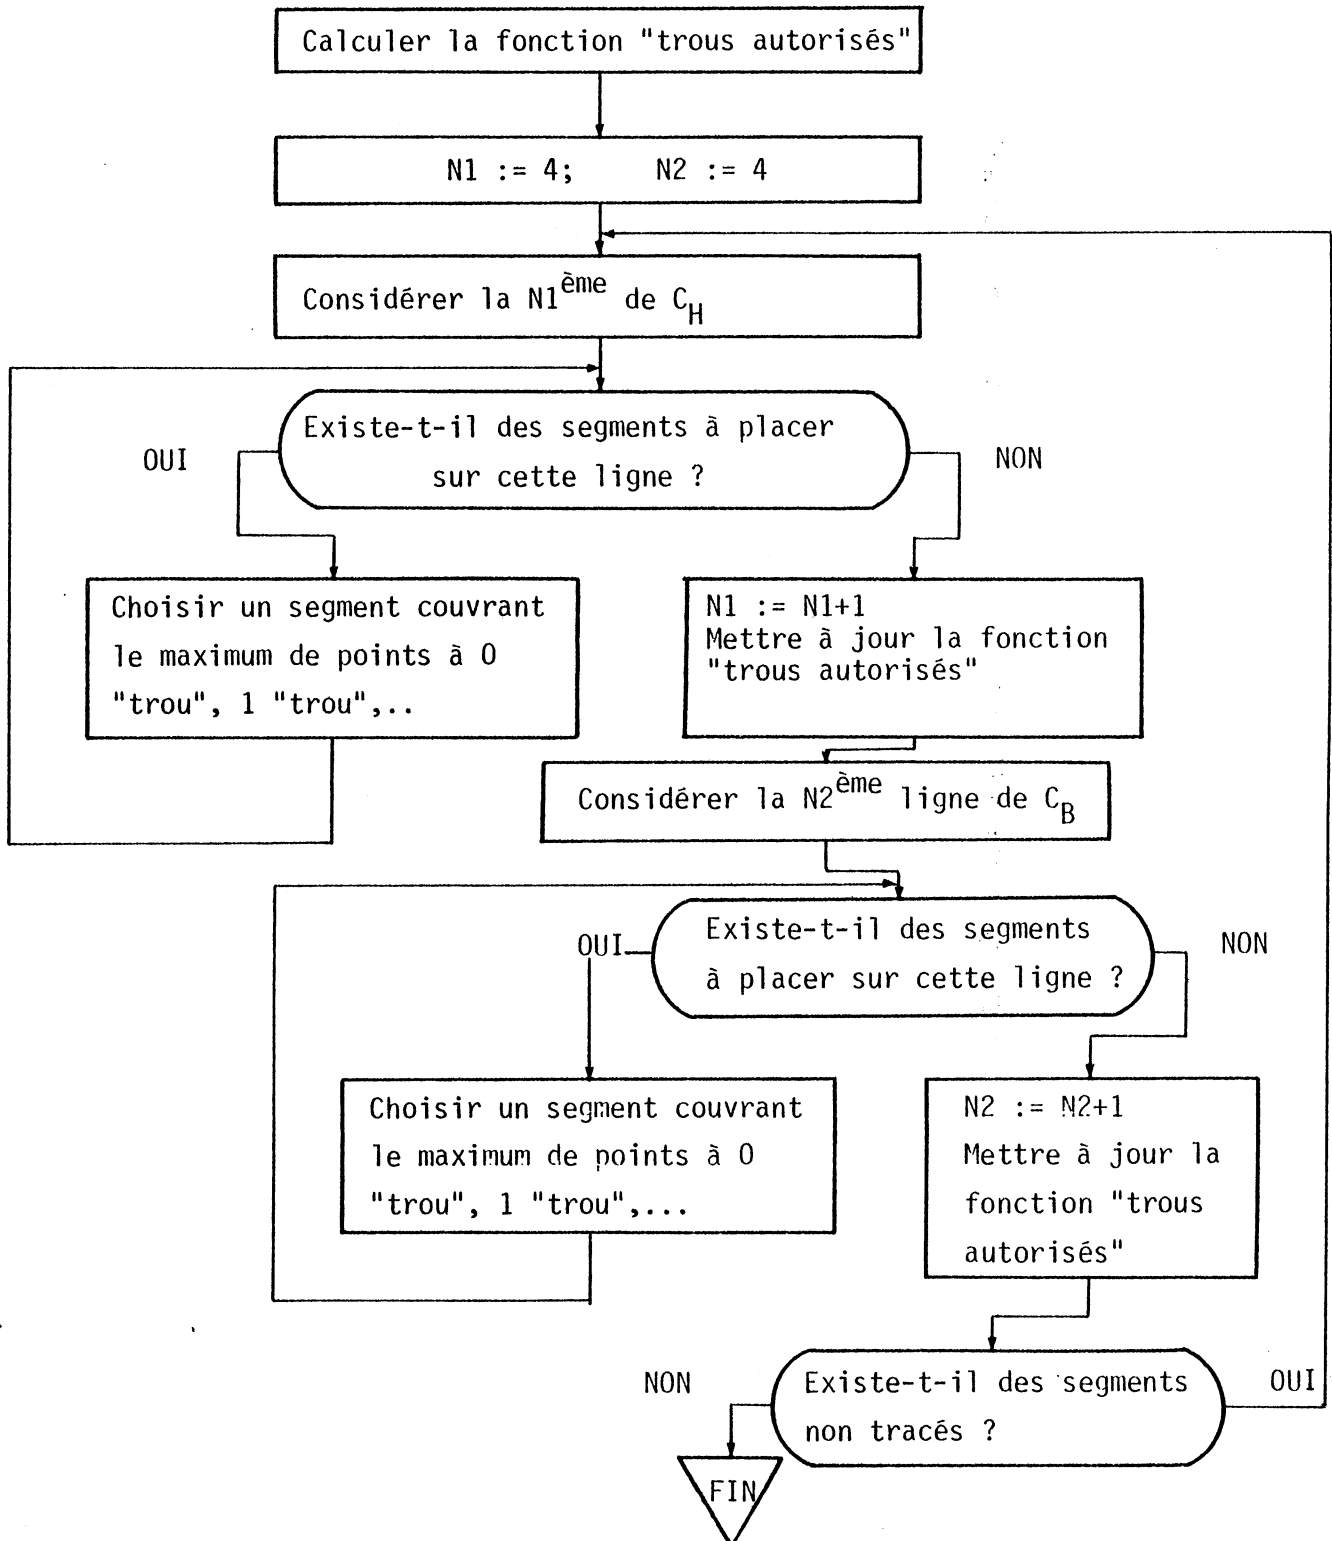 Calculer la fonction "trous autorisés"
N1 := 4; N2 := 4
Considérer la N1ème de CH
Existe-t-il des segments à placer
sur cette ligne ?
OUI
NON
Choisir un segment couvrant
le maximum de points à 0
"trou", 1 "trou",..
N1 := N1+1
Mettre à jour la fonction
"trous autorisés"
Considérer la N2ème ligne de CB
Existe-t-il des segments
à placer sur cette ligne ?
OUI
NON
Choisir un segment couvrant
le maximum de points à 0
"trou", 1 "trou",...
N2 := N2+1
Mettre à jour la
fonction "trous
autorisés"
Existe-t-il des segments
non tracés ?
NON
OUI
FIN